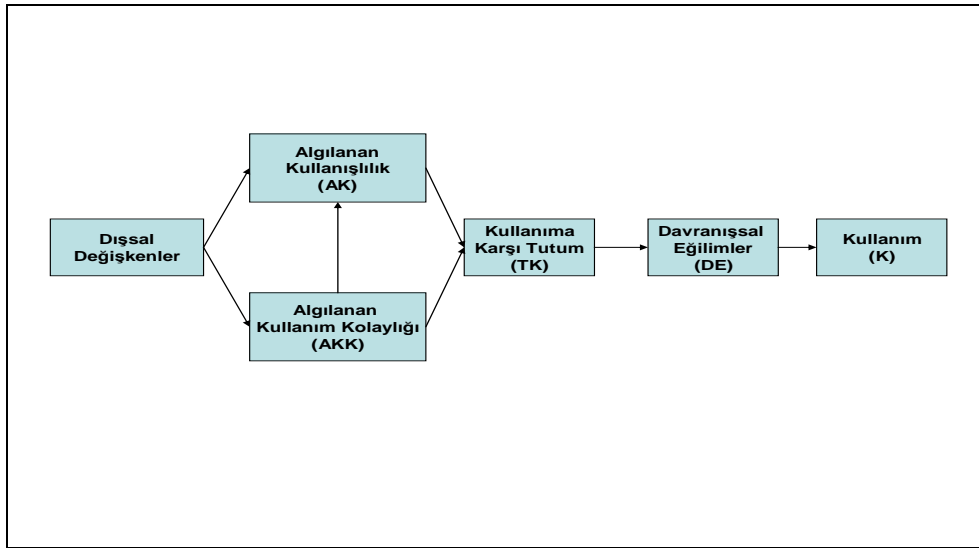 Dışsal
Değişkenler
Algılanan
Kullanışlılık
(AK)
Algılanan
Kullanım Kolaylığı
(AKK)
Kullanıma
Karşı Tutum
(TK)
Davranışsal
Eğilimler
(DE)
Kullanım
(K)